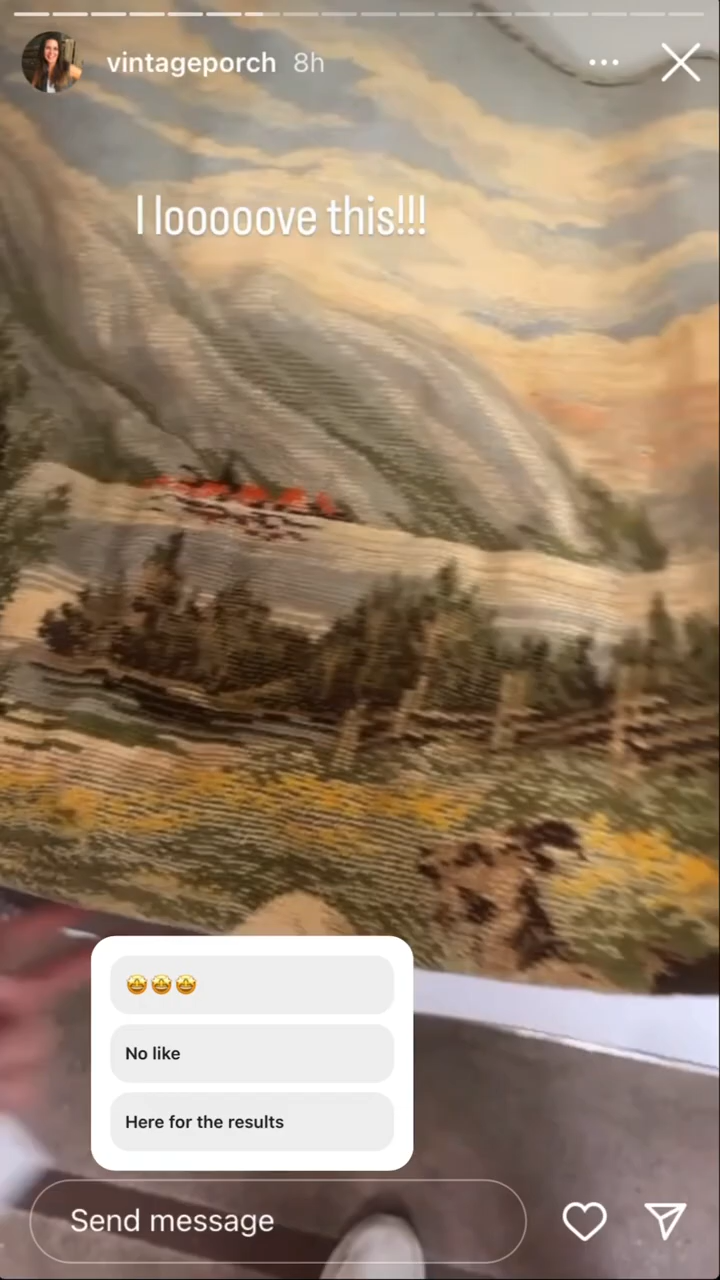 vintageporch 8h
I looooove this!!!
🤩🤩🤩
No like
Here for the results
Send message